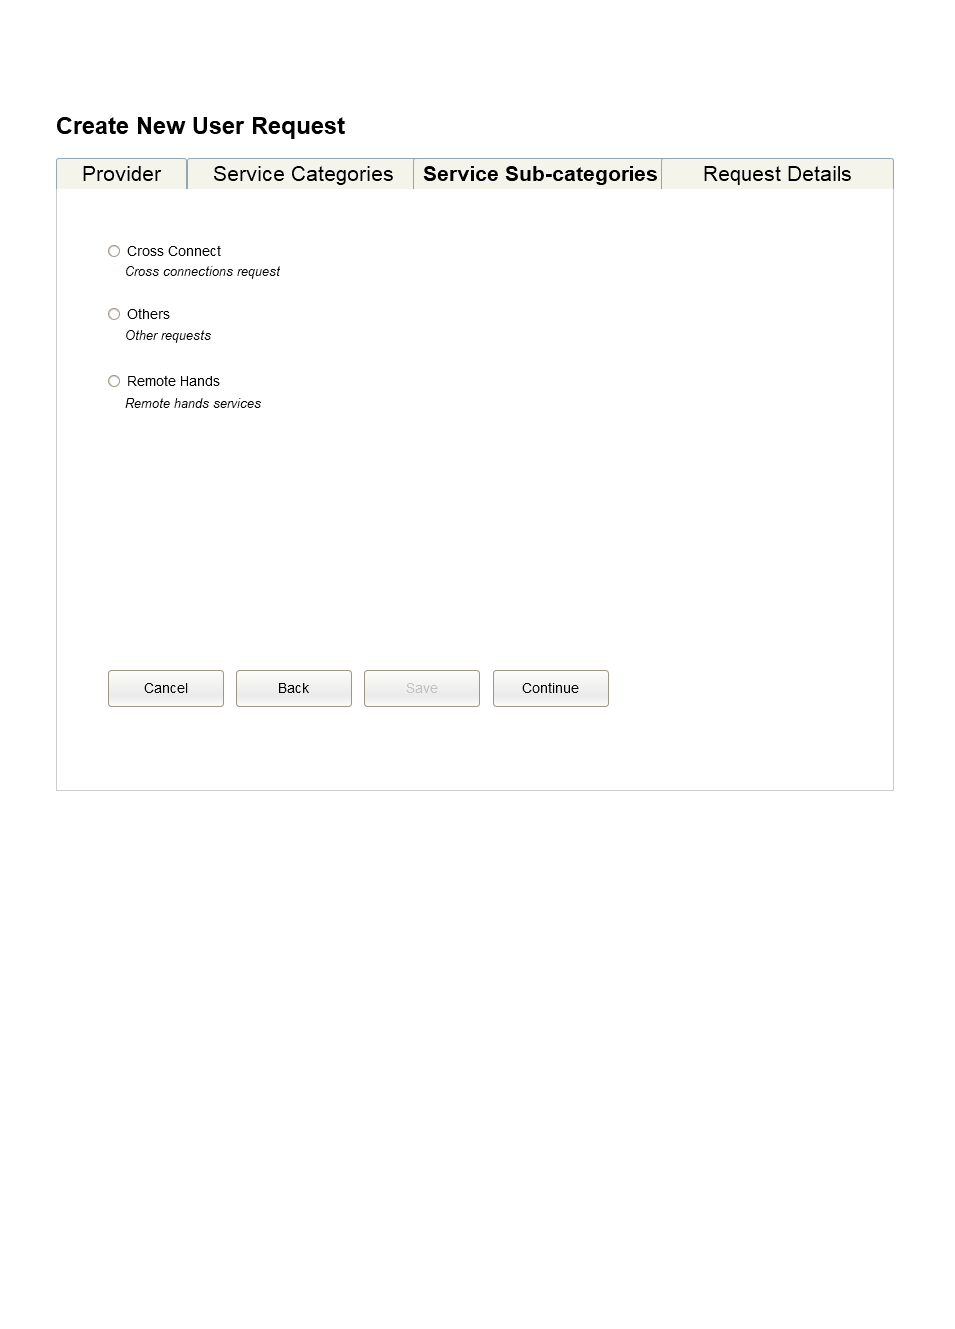 Create New User Request
Provider Service Categories Service Sub-categories Request Details
Cross Connect
Cross connections request
Others
Other requests
Remote Hands
Remote hands services
Cancel Back Save Continue